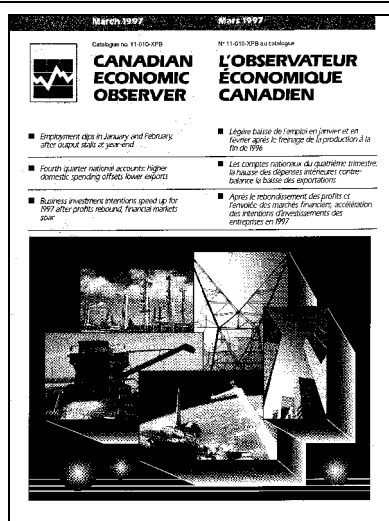 March 1997
Catalogue no. 11-010-XPB
CANADIAN
ECONOMIC
OBSERVER
Employment dips in January and February,
after output stalls at year-end
Fourth quarter national accounts: higher
domestic spending offsets lower exports
Business investment intentions speed up for
1997 after profits rebound, financial markets
soar
Mars 1997
N° 11-010-XPB au catalogue
L'OBSERVATEUR
ÉCONOMIQUE
CANADIEN
Légère baisse de l'emploi en janvier et en
février après le freinage de la production à la
fin de 1996
Les comptes nationaux du quatrième trimestre:
la hausse des dépenses intérieures contre-
balance la baisse des exportations
Après le rebondissement des profits et
l'envolée des marchés financiers, accélération
des intentions d'investissements des
entreprises en 1997